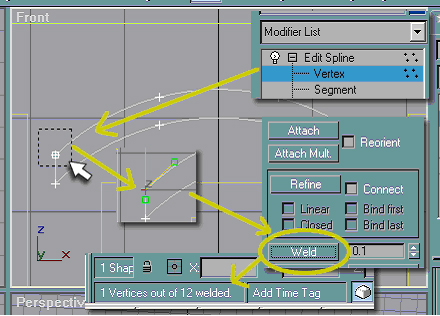 Front
Modifier List
Edit Spline
Vertex
Segment
Attach
Reorient
Attach Mult.
Refine
Connect
Linear
Bind first
Closed
Bind last
Weld
0.1
z
x
1 Shap
X:
1 Vertices out of 12 welded.
Add Time Tag
Perspectiv